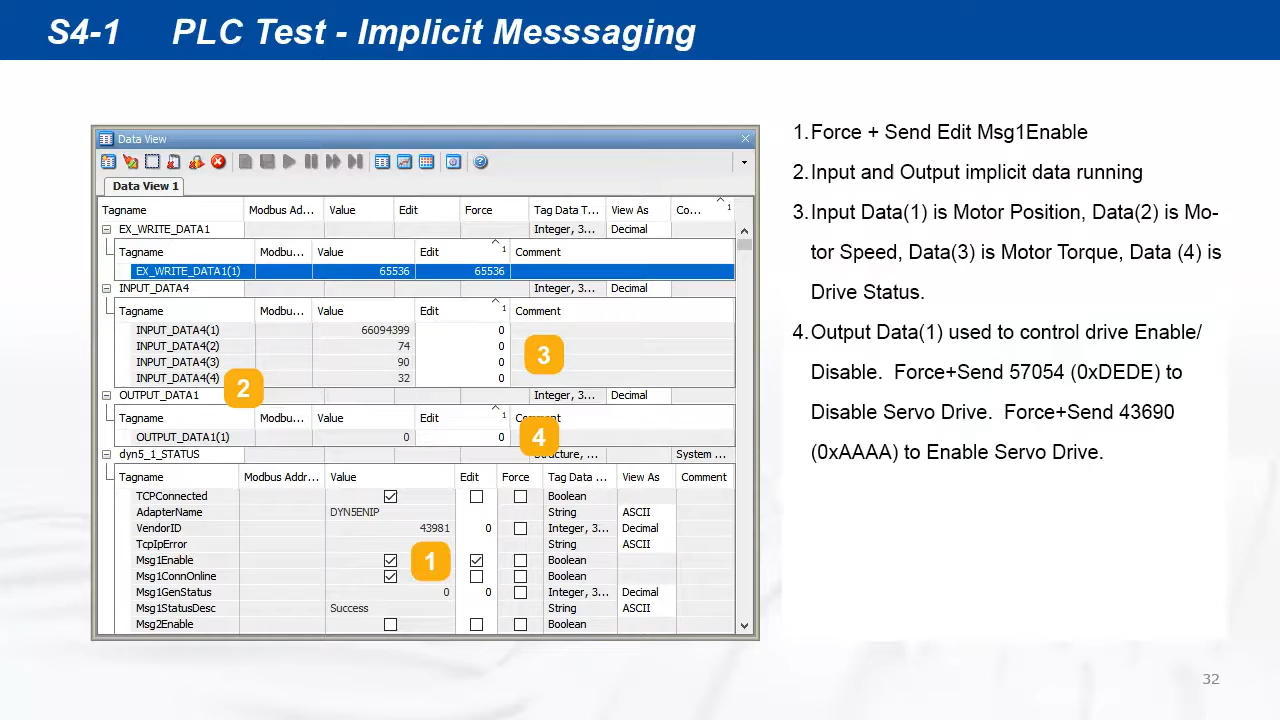 S4-1 PLC Test - Implicit Messsaging
Data View
Data View 1
Tagname Modbus Ad... Value Edit Force Tag Data T... View As Co... 1
EX_WRITE_DATA1 Integer, 3... Decimal
Tagname Modbu... Value Edit 1 Comment
EX_WRITE_DATA1(1) 65536 65536
INPUT_DATA4 Integer, 3... Decimal
Tagname Modbu... Value Edit 1 Comment
INPUT_DATA4(1) 66094399 0
INPUT_DATA4(2) 74 0
INPUT_DATA4(3) 90 0
INPUT_DATA4(4) 32 0
3
2
OUTPUT_DATA1 Integer, 3... Decimal
Tagname Modbu... Value Edit 1 Comment
OUTPUT_DATA1(1) 0 0
4
dyn5_1_STATUS Structure, ... System ...
Tagname Modbus Addr... Value Edit Force Tag Data ... View As Comment
TCPConnected Boolean
AdapterName DYN5ENIP String ASCII
VendorID 43981 0 Integer, 3... Decimal
TcpIpError String ASCII
Msg1Enable 1 Boolean
Msg1ConnOnline Boolean
Msg1GenStatus 0 0 Integer, 3... Decimal
Msg1StatusDesc Success String ASCII
Msg2Enable Boolean
1.Force + Send Edit Msg1Enable
2.Input and Output implicit data running
3.Input Data(1) is Motor Position, Data(2) is Mo-
tor Speed, Data(3) is Motor Torque, Data (4) is
Drive Status.
4.Output Data(1) used to control drive Enable/
Disable. Force+Send 57054 (0xDEDE) to
Disable Servo Drive. Force+Send 43690
(0xAAAA) to Enable Servo Drive.
32